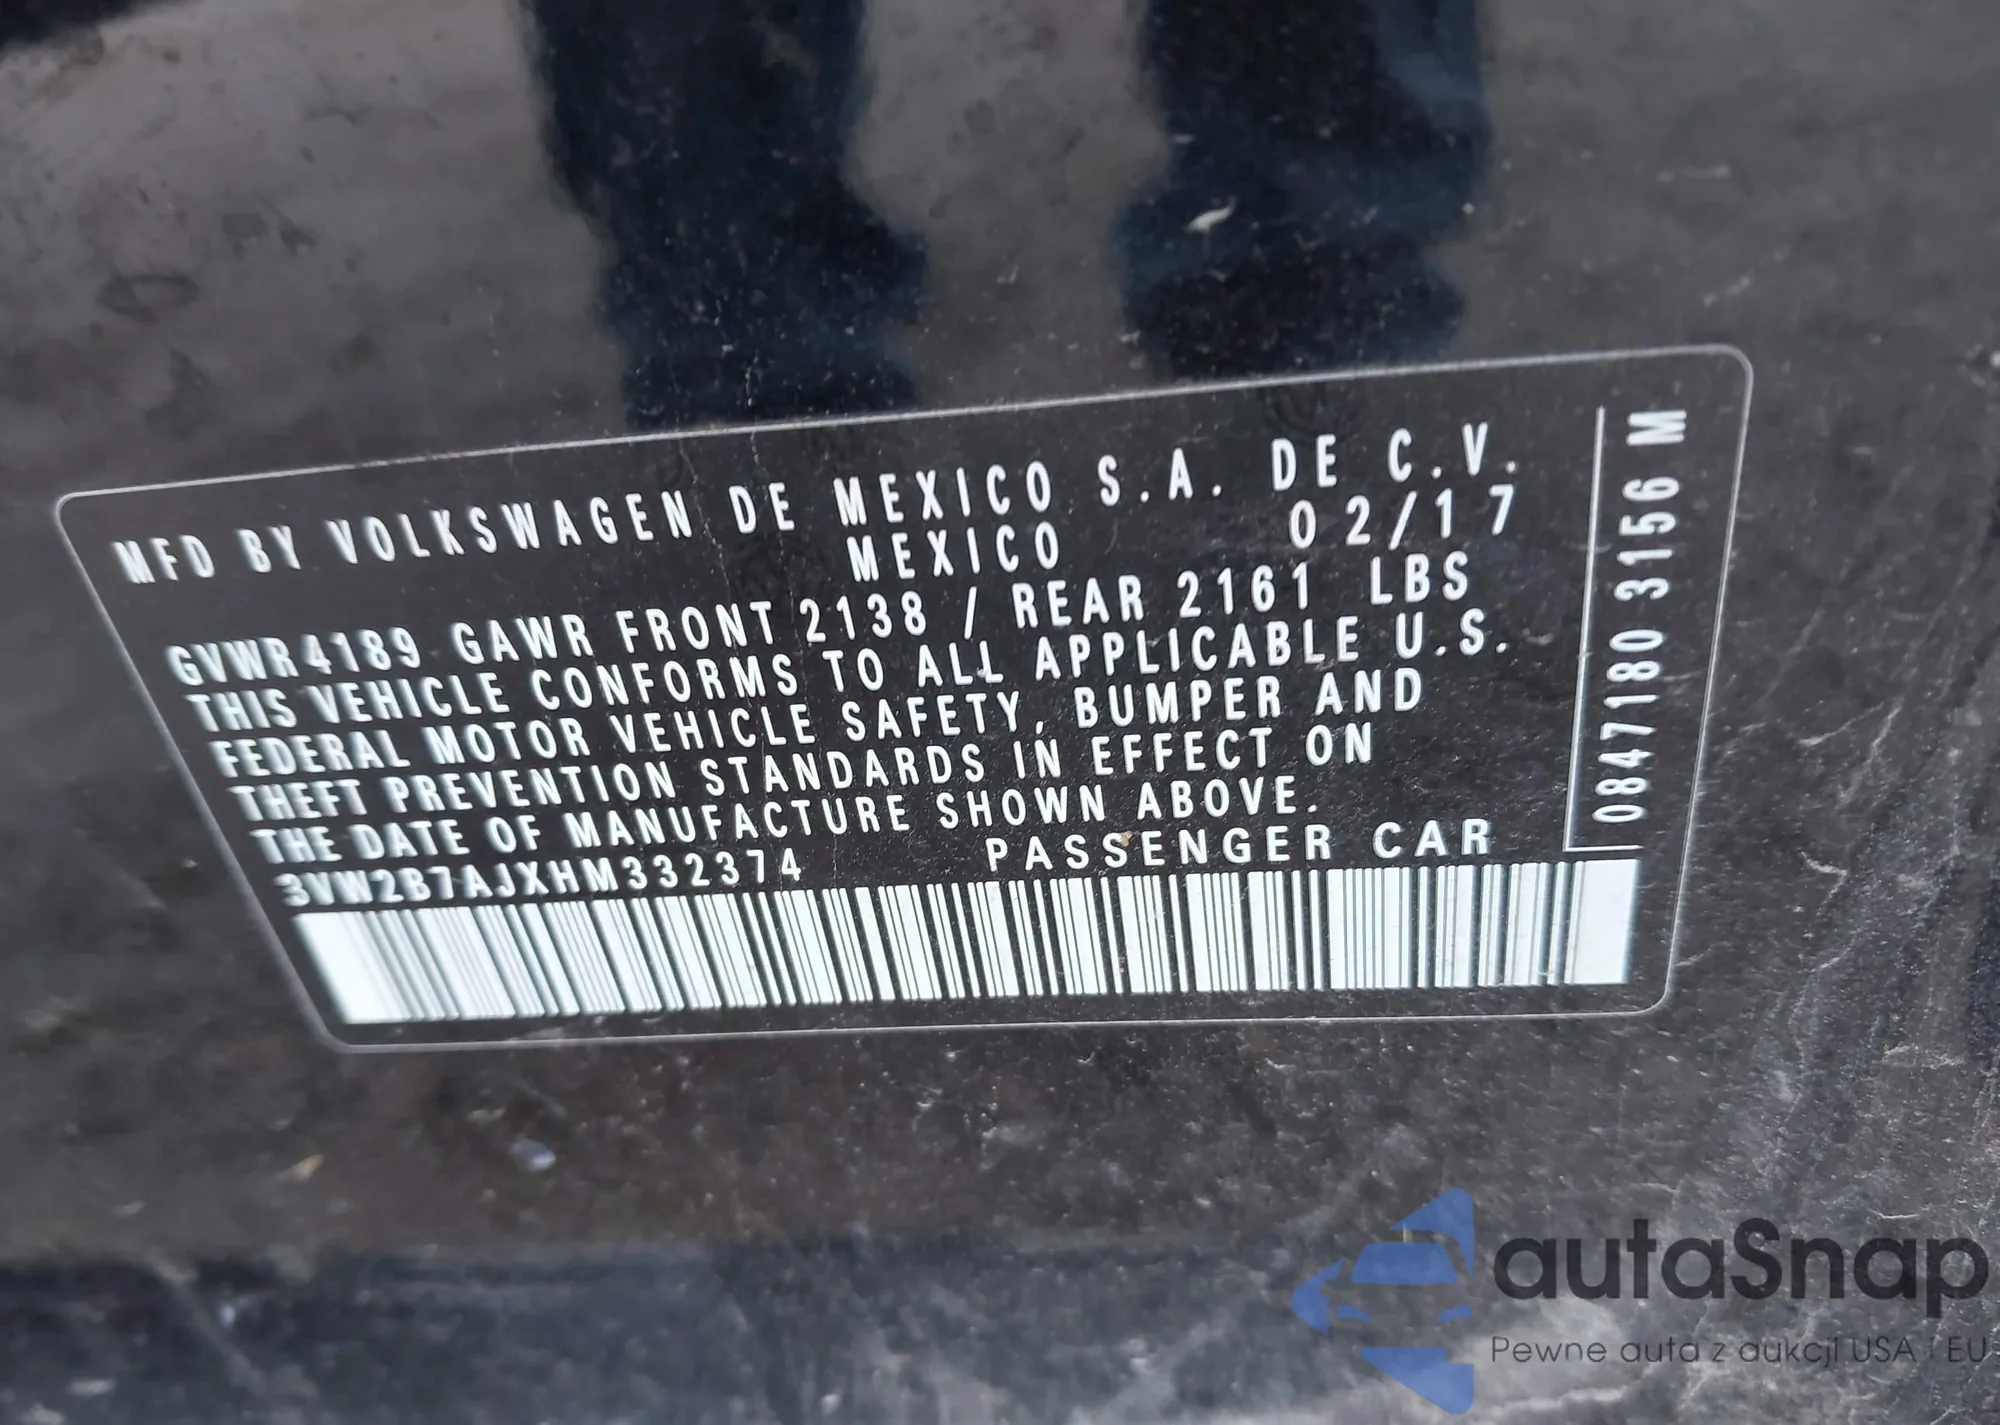 MFD BY VOLKSWAGEN DE MEXICO S.A. DE C.V.
MEXICO 02/17
GVWR4189 GAWR FRONT 2138 / REAR 2161 LBS
THIS VEHICLE CONFORMS TO ALL APPLICABLE U.S.
FEDERAL MOTOR VEHICLE SAFETY, BUMPER AND
THEFT PREVENTION STANDARDS IN EFFECT ON
THE DATE OF MANUFACTURE SHOWN ABOVE.
3VW2B7AJXHM332374 PASSENGER CAR
0847180 3156 M
autaSnap
Pewne auta z aukcji USA i EU